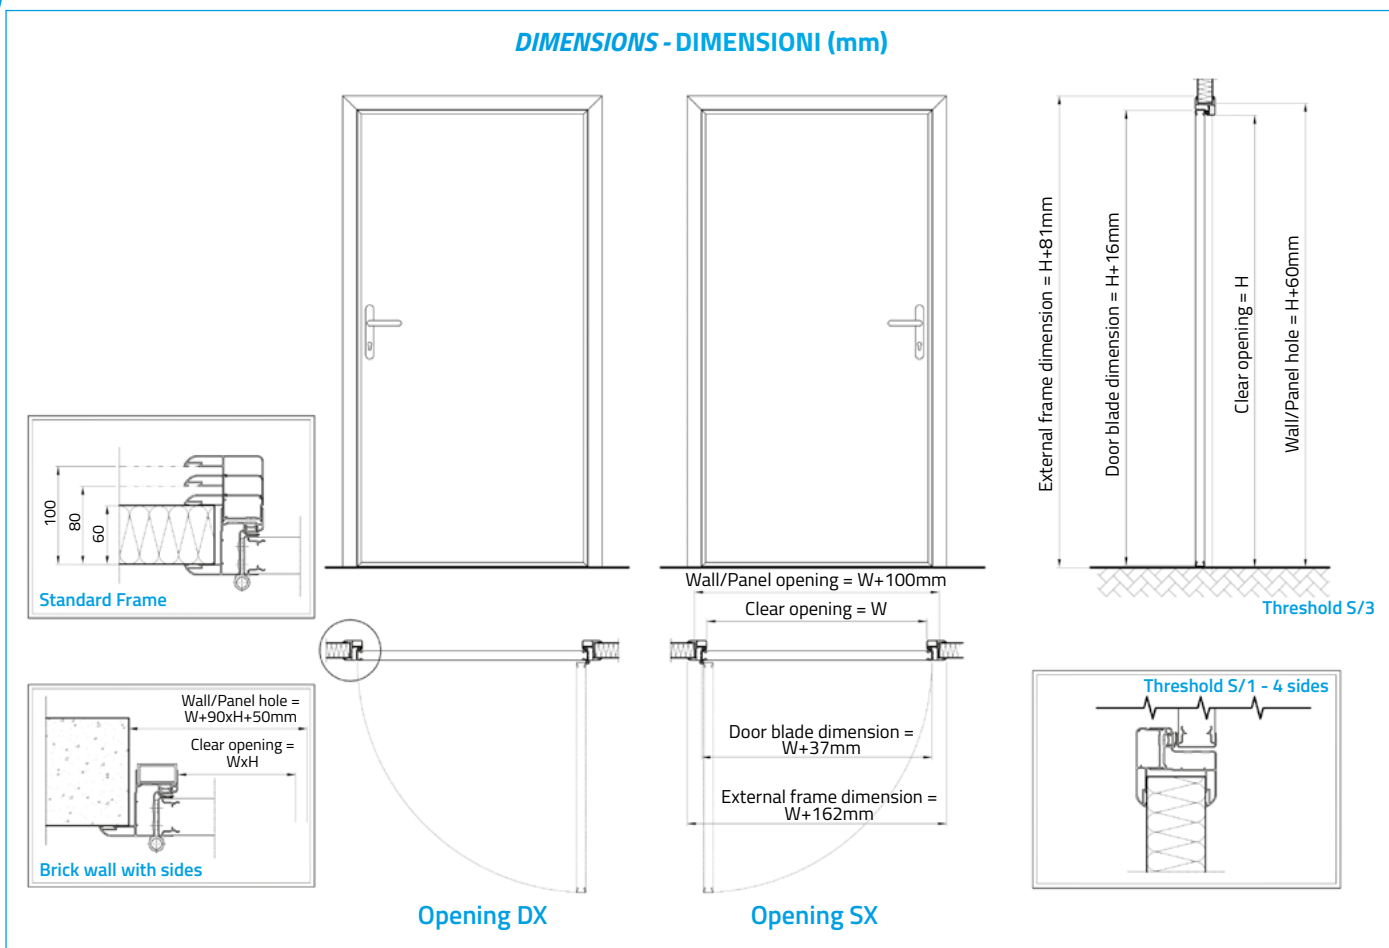 DIMENSIONS - DIMENSIONI (mm)
External frame dimension = H+81mm
Door blade dimension = H+16mm
Clear opening = H
Wall/Panel hole = H+60mm
Threshold S/3
100
80
60
Standard Frame
Wall/Panel opening = W+100mm
Clear opening = W
Door blade dimension =
W+37mm
External frame dimension =
W+162mm
Wall/Panel hole =
W+90xH+50mm
Clear opening =
WxH
Brick wall with sides
Threshold S/1 - 4 sides
Opening DX
Opening SX